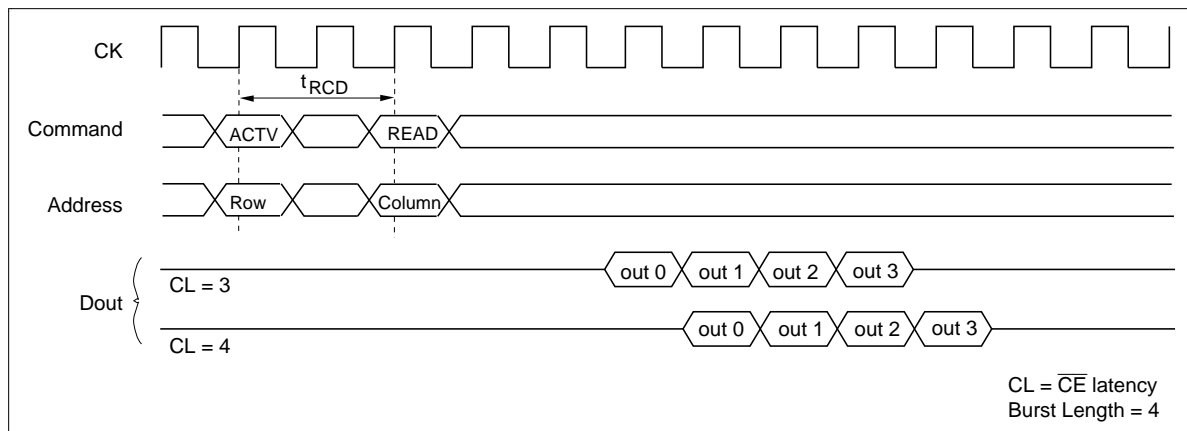 CK
tRCD
Command
ACTV
READ
Address
Row
Column
Dout
CL = 3
out 0
out 1
out 2
out 3
CL = 4
out 0
out 1
out 2
out 3
CL = C̅E̅ latency
Burst Length = 4